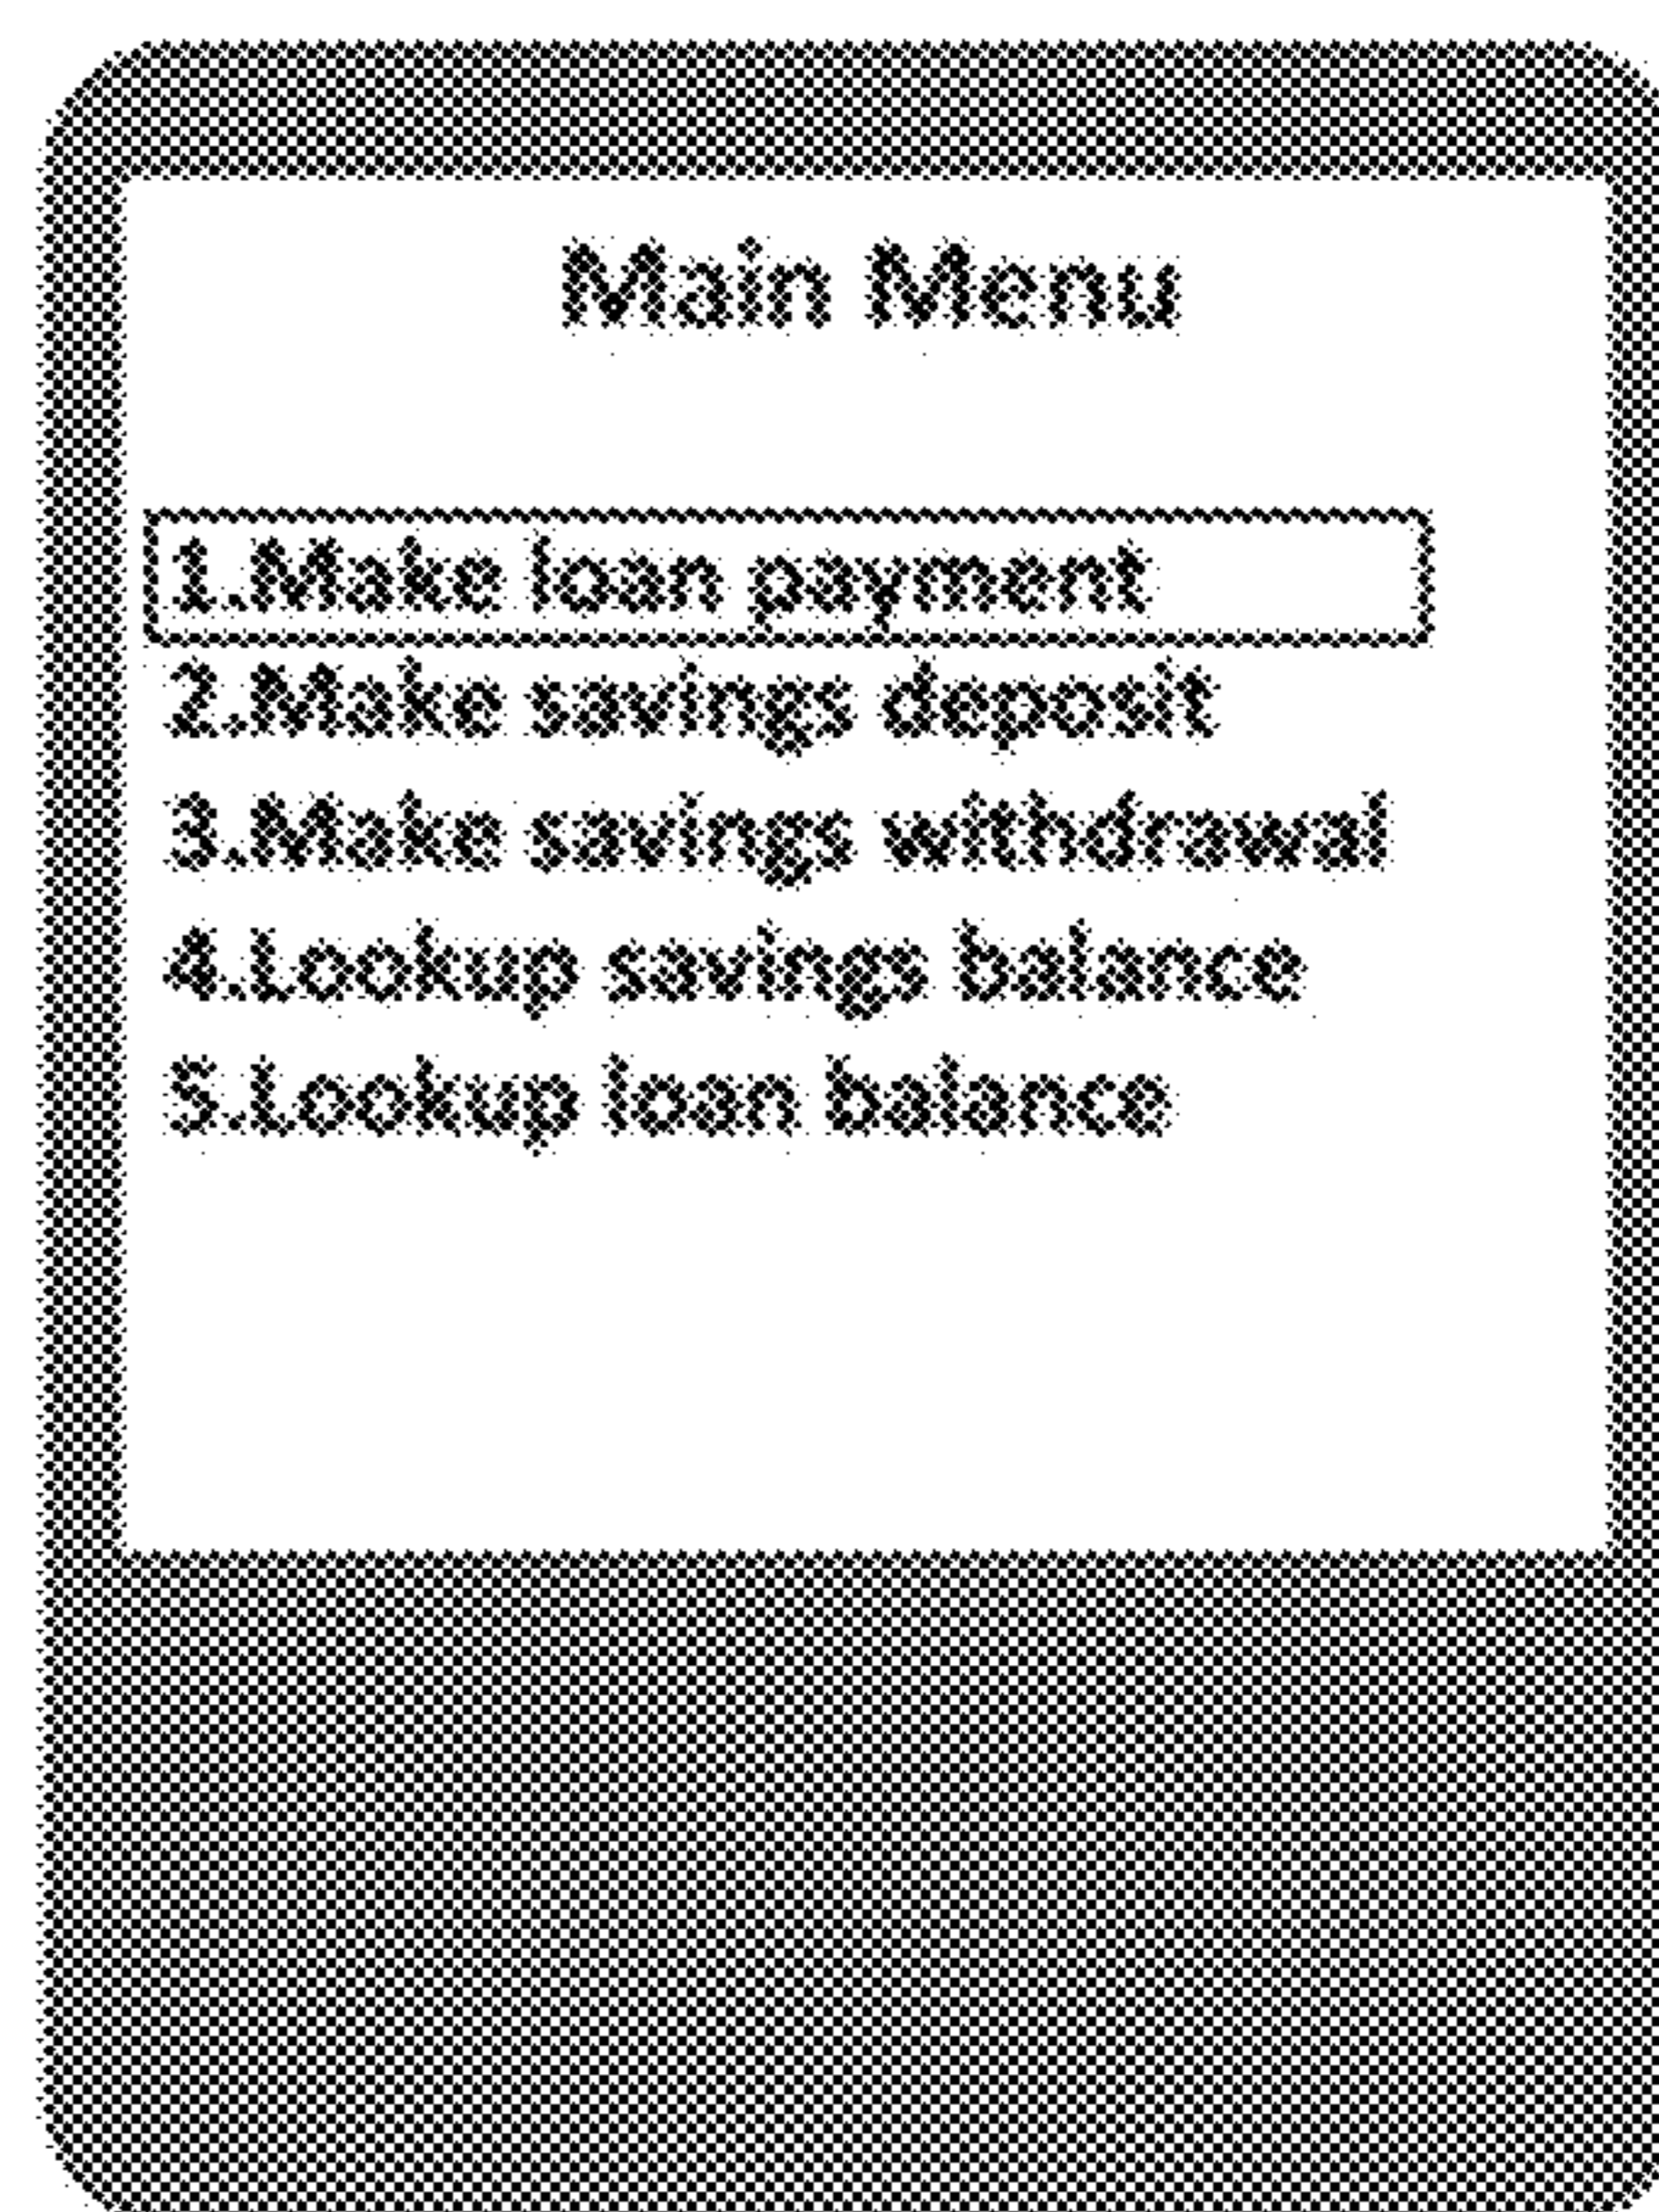 Main Menu
1.Make loan payment
2.Make savings deposit
3.Make savings withdrawal
4.Lookup savings balance
5.Lookup loan balance